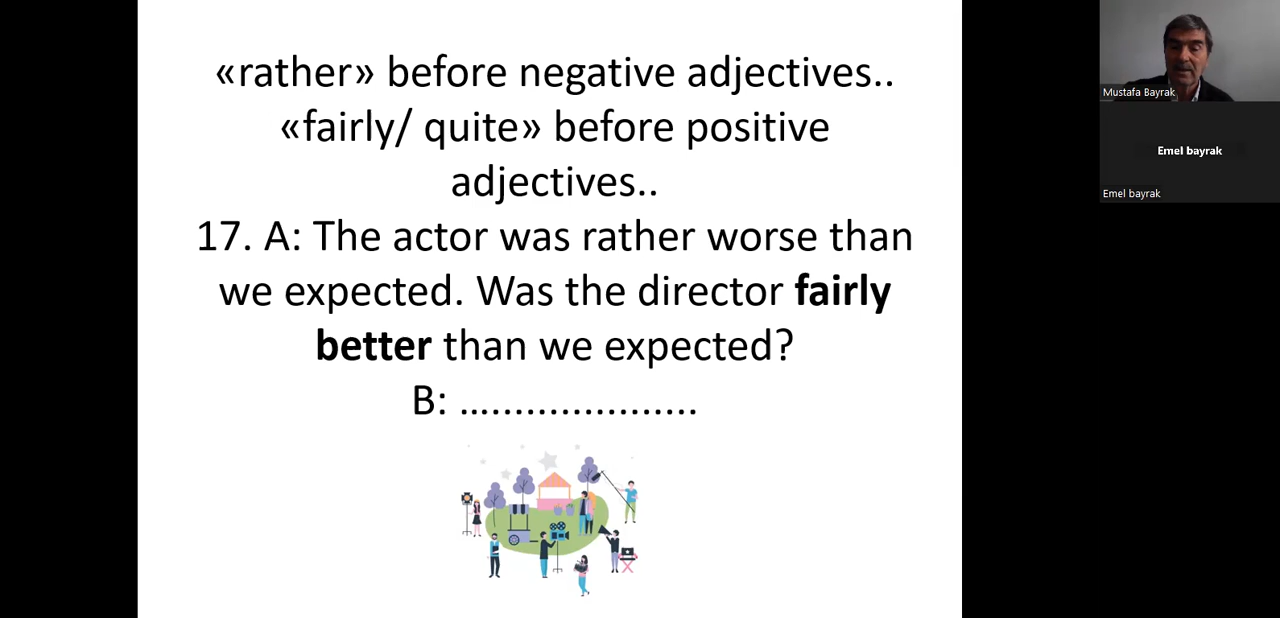 «rather» before negative adjectives..
«fairly/ quite» before positive
adjectives..
17. A: The actor was rather worse than
we expected. Was the director fairly
better than we expected?
B: ......................
Mustafa Bayrak
Emel bayrak
Emel bayrak